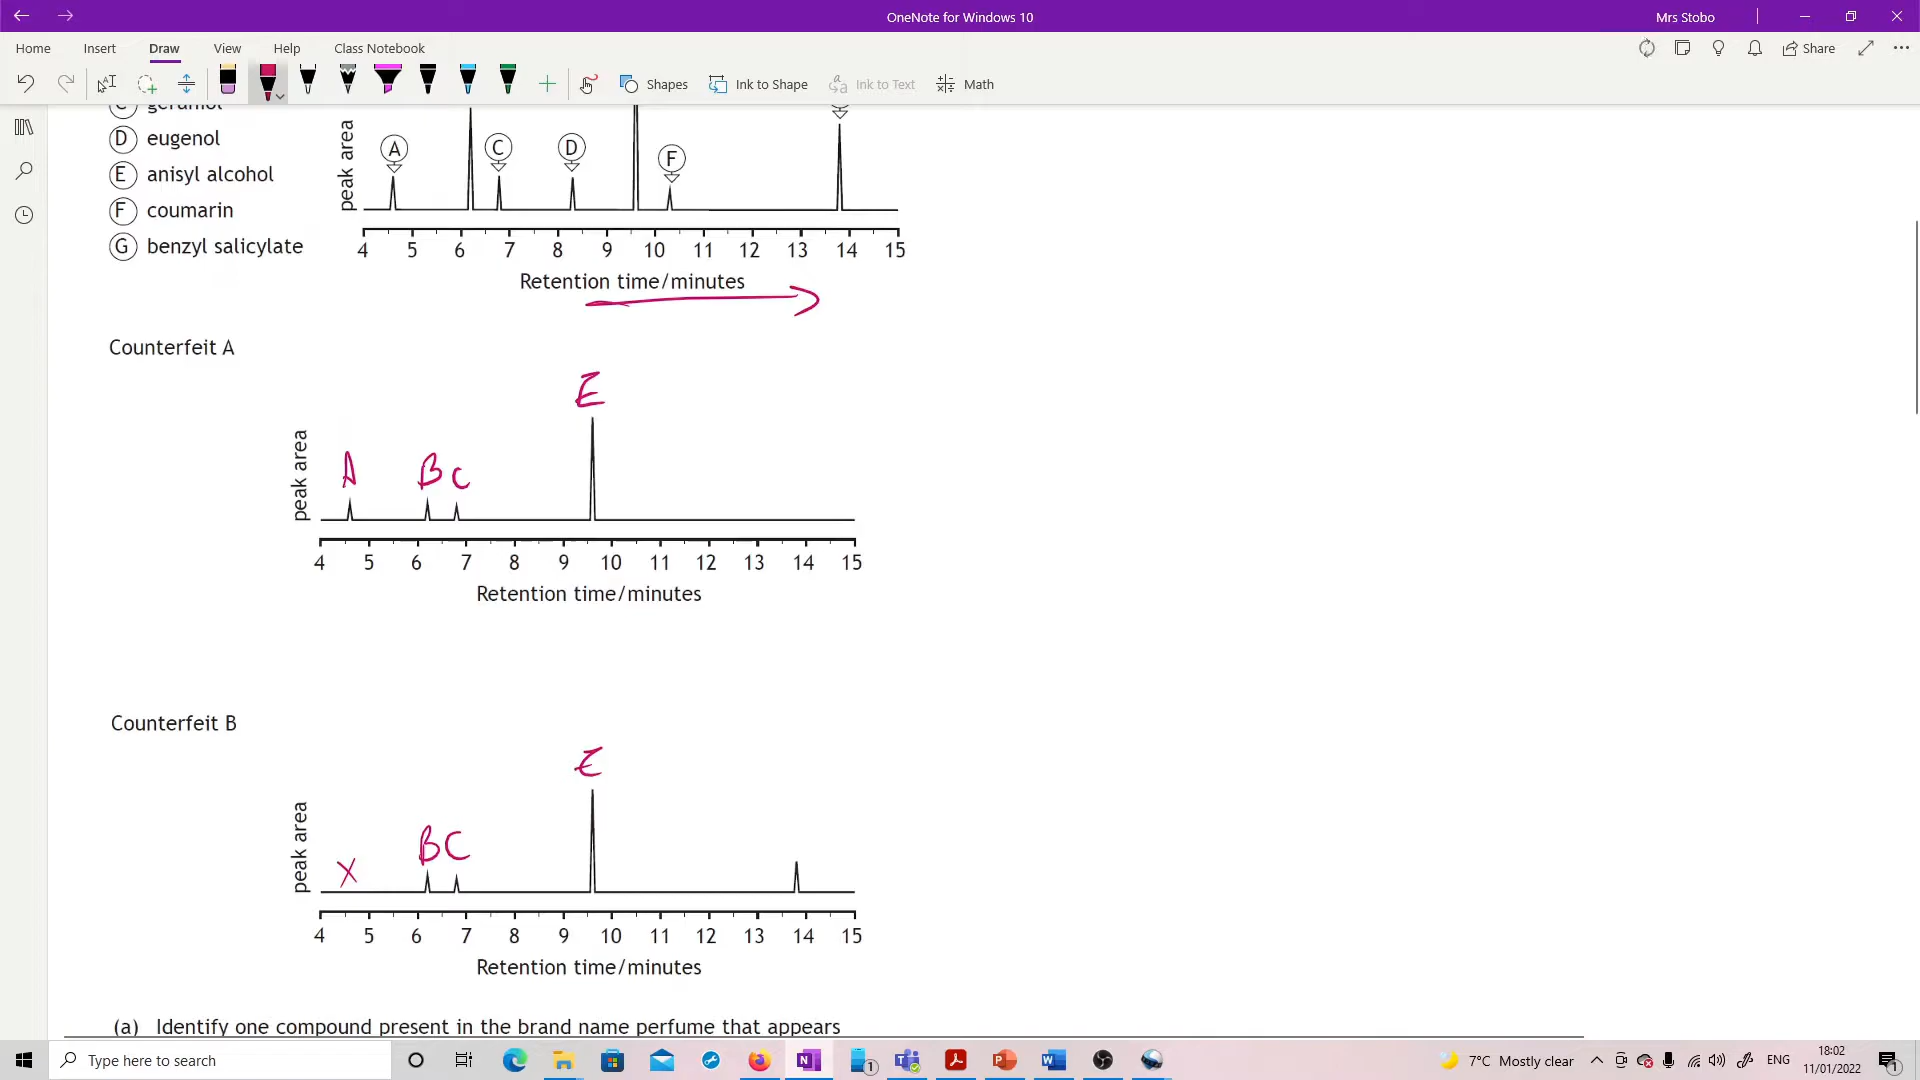 OneNote for Windows 10
Mrs Stobo
Home Insert Draw View Help Class Notebook
Share
Shapes Ink to Shape Ink to Text Math
C geraniol
D eugenol
E anisyl alcohol
F coumarin
G benzyl salicylate
peak area
A C D F
4 5 6 7 8 9 10 11 12 13 14 15
Retention time/minutes
Counterfeit A
E
A B C
peak area
4 5 6 7 8 9 10 11 12 13 14 15
Retention time/minutes
Counterfeit B
E
X B C
peak area
4 5 6 7 8 9 10 11 12 13 14 15
Retention time/minutes
(a) Identify one compound present in the brand name perfume that appears
Type here to search
7°C Mostly clear
ENG
18:02
11/01/2022